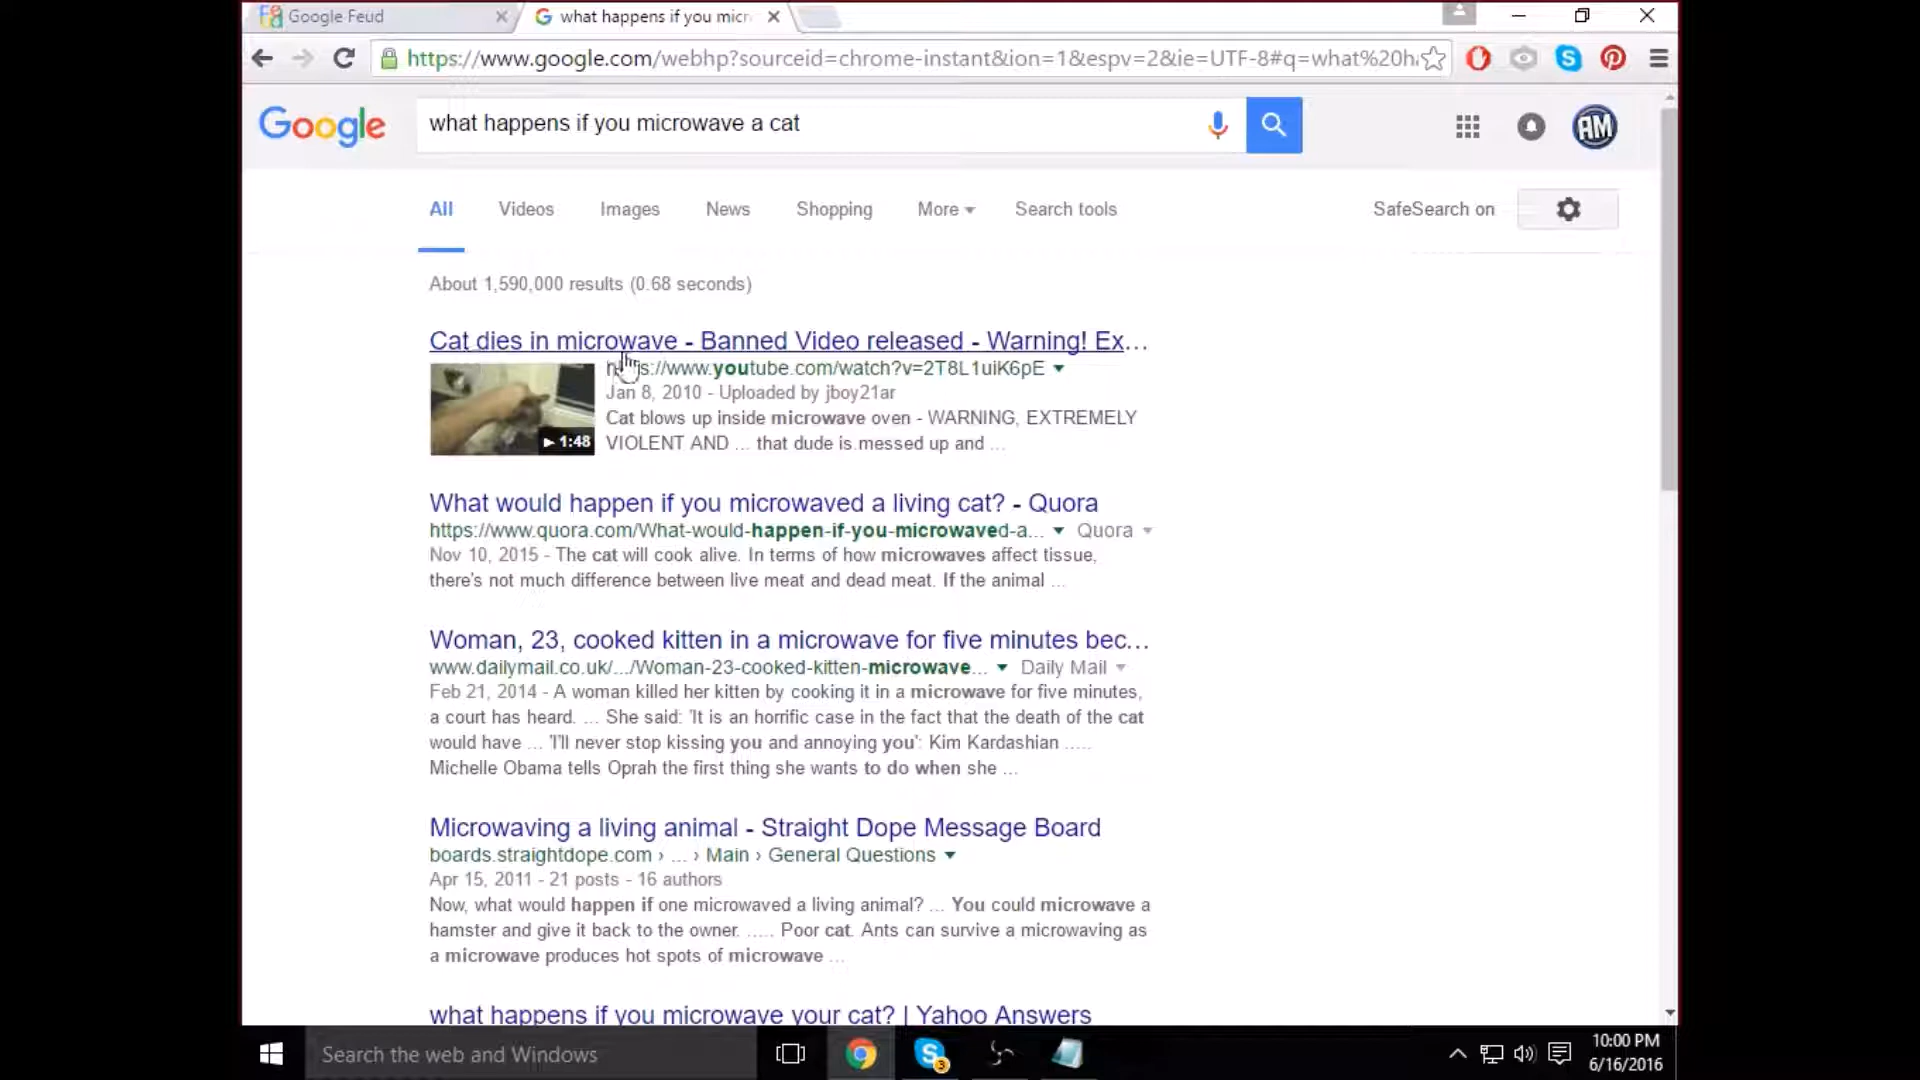 Google Feud
what happens if you micr
https://www.google.com/webhp?sourceid=chrome-instant&ion=1&espv=2&ie=UTF-8#q=what%20h
Google
what happens if you microwave a cat
AM
All Videos Images News Shopping More Search tools SafeSearch on
About 1,590,000 results (0.68 seconds)
Cat dies in microwave - Banned Video released - Warning! Ex...
https://www.youtube.com/watch?v=2T8L1uiK6pE
Jan 8, 2010 - Uploaded by jboy21ar
Cat blows up inside microwave oven - WARNING, EXTREMELY
1:48
VIOLENT AND ... that dude is messed up and ...
What would happen if you microwaved a living cat? - Quora
https://www.quora.com/What-would-happen-if-you-microwaved-a... Quora
Nov 10, 2015 - The cat will cook alive. In terms of how microwaves affect tissue,
there's not much difference between live meat and dead meat. If the animal ...
Woman, 23, cooked kitten in a microwave for five minutes bec...
www.dailymail.co.uk/.../Woman-23-cooked-kitten-microwave... Daily Mail
Feb 21, 2014 - A woman killed her kitten by cooking it in a microwave for five minutes,
a court has heard. ... She said: 'It is an horrific case in the fact that the death of the cat
would have ... 'I'll never stop kissing you and annoying you': Kim Kardashian .....
Michelle Obama tells Oprah the first thing she wants to do when she ...
Microwaving a living animal - Straight Dope Message Board
boards.straightdope.com › ... › Main › General Questions
Apr 15, 2011 - 21 posts - 16 authors
Now, what would happen if one microwaved a living animal? ... You could microwave a
hamster and give it back to the owner. ..... Poor cat. Ants can survive a microwaving as
a microwave produces hot spots of microwave ...
what happens if you microwave your cat? | Yahoo Answers
Search the web and Windows
3
10:00 PM
6/16/2016